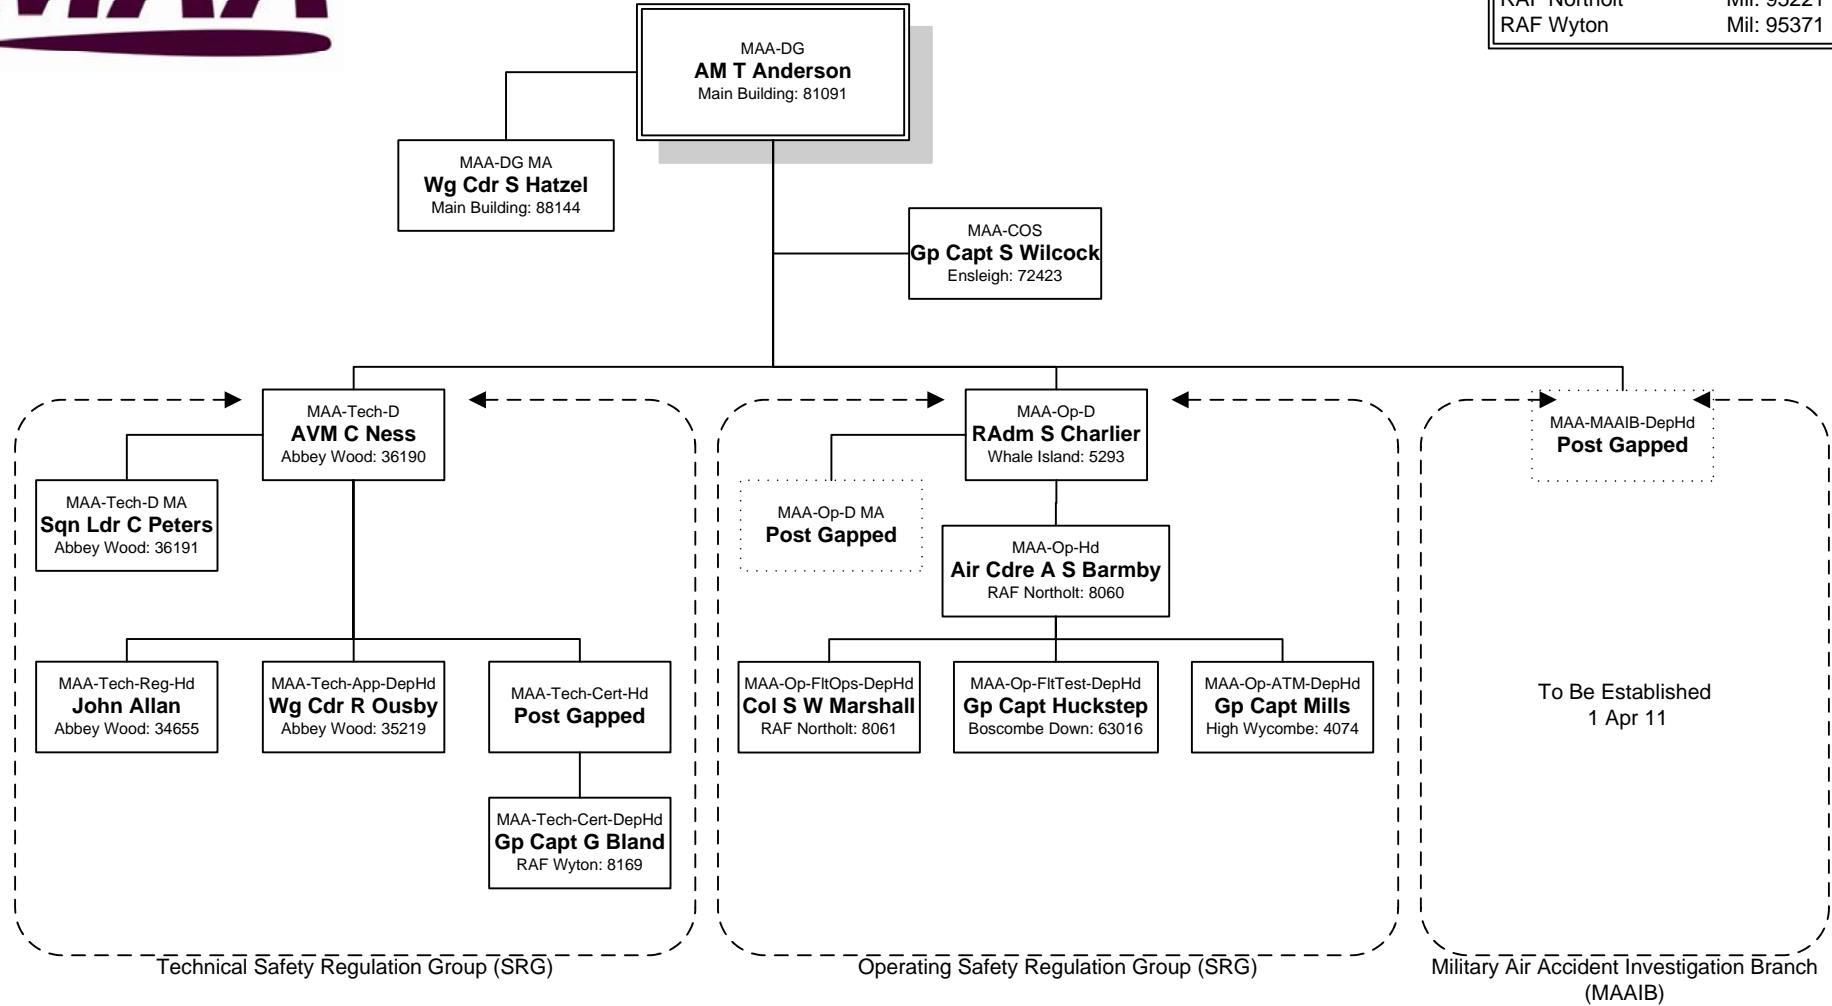 MAA
RAF Northolt Mil: 95221
RAF Wyton Mil: 95371
MAA-DG
AM T Anderson
Main Building: 81091
MAA-DG MA
Wg Cdr S Hatzel
Main Building: 88144
MAA-COS
Gp Capt S Wilcock
Ensleigh: 72423
MAA-Tech-D
AVM C Ness
Abbey Wood: 36190
MAA-Tech-D MA
Sqn Ldr C Peters
Abbey Wood: 36191
MAA-Tech-Reg-Hd
John Allan
Abbey Wood: 34655
MAA-Tech-App-DepHd
Wg Cdr R Ousby
Abbey Wood: 35219
MAA-Tech-Cert-Hd
Post Gapped
MAA-Tech-Cert-DepHd
Gp Capt G Bland
RAF Wyton: 8169
Technical Safety Regulation Group (SRG)
MAA-Op-D
RAdm S Charlier
Whale Island: 5293
MAA-Op-D MA
Post Gapped
MAA-Op-Hd
Air Cdre A S Barmby
RAF Northolt: 8060
MAA-Op-FltOps-DepHd
Col S W Marshall
RAF Northolt: 8061
MAA-Op-FltTest-DepHd
Gp Capt Huckstep
Boscombe Down: 63016
MAA-Op-ATM-DepHd
Gp Capt Mills
High Wycombe: 4074
Operating Safety Regulation Group (SRG)
MAA-MAAIB-DepHd
Post Gapped
To Be Established
1 Apr 11
Military Air Accident Investigation Branch
(MAAIB)